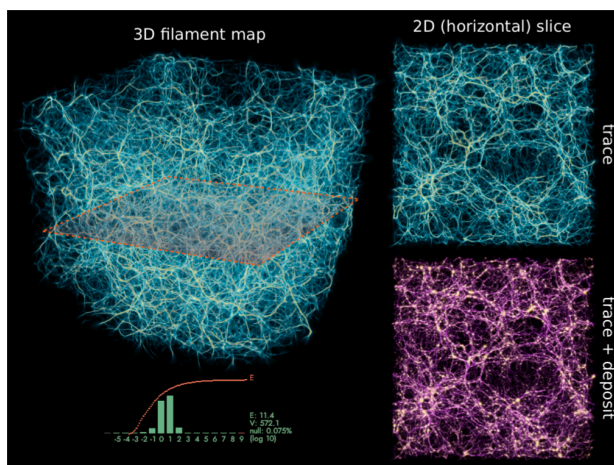 3D filament map
2D (horizontal) slice
trace
trace + deposit
E
E: 11.4
V: 572.1
null: 0.075%
(log 10)
-5 -4 -3 -2 -1 0 1 2 3 4 5 6 7 8 9